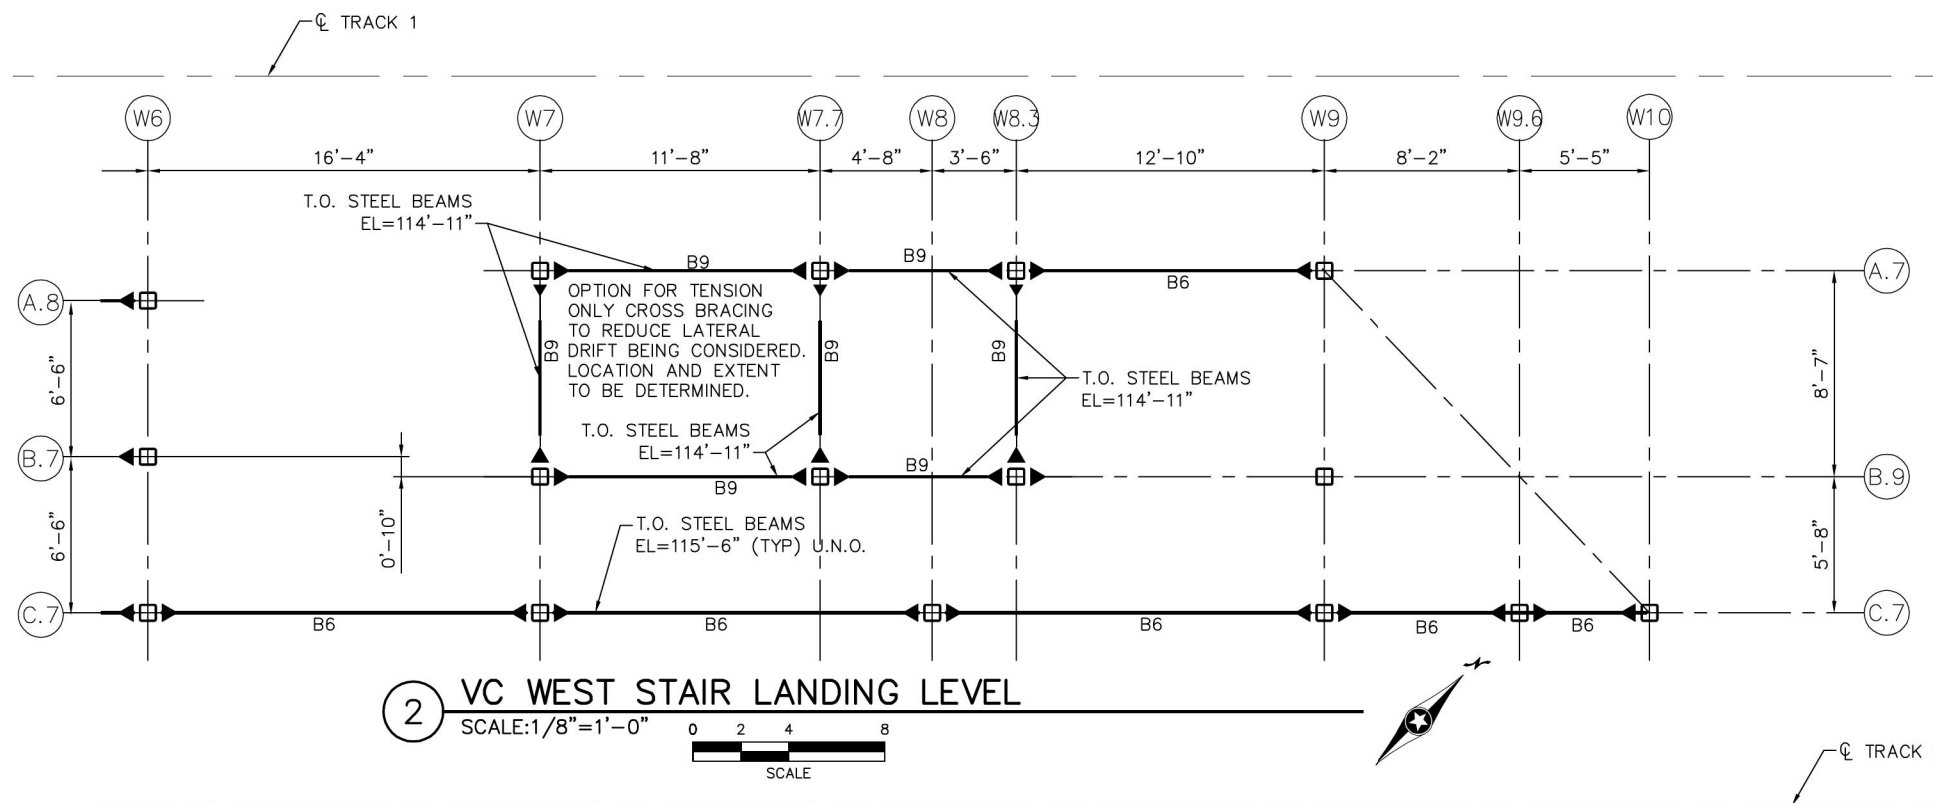 ℄ TRACK 1
W6 W7 W7.7 W8 W8.3 W9 W9.6 W10
16'-4" 11'-8" 4'-8" 3'-6" 12'-10" 8'-2" 5'-5"
T.O. STEEL BEAMS
EL=114'-11"
B9 B9 B6
A.7
A.8
OPTION FOR TENSION
ONLY CROSS BRACING
TO REDUCE LATERAL
DRIFT BEING CONSIDERED.
LOCATION AND EXTENT
TO BE DETERMINED.
B9 B9 B9
6'-6"
8'-7"
T.O. STEEL BEAMS
EL=114'-11"
T.O. STEEL BEAMS
EL=114'-11"
B.7
B9 B9
B.9
0'-10"
6'-6"
5'-8"
T.O. STEEL BEAMS
EL=115'-6" (TYP) U.N.O.
C.7 C.7
B6 B6 B6 B6 B6
2 VC WEST STAIR LANDING LEVEL
SCALE:1/8"=1'-0"
0 2 4 8
SCALE
N
℄ TRACK